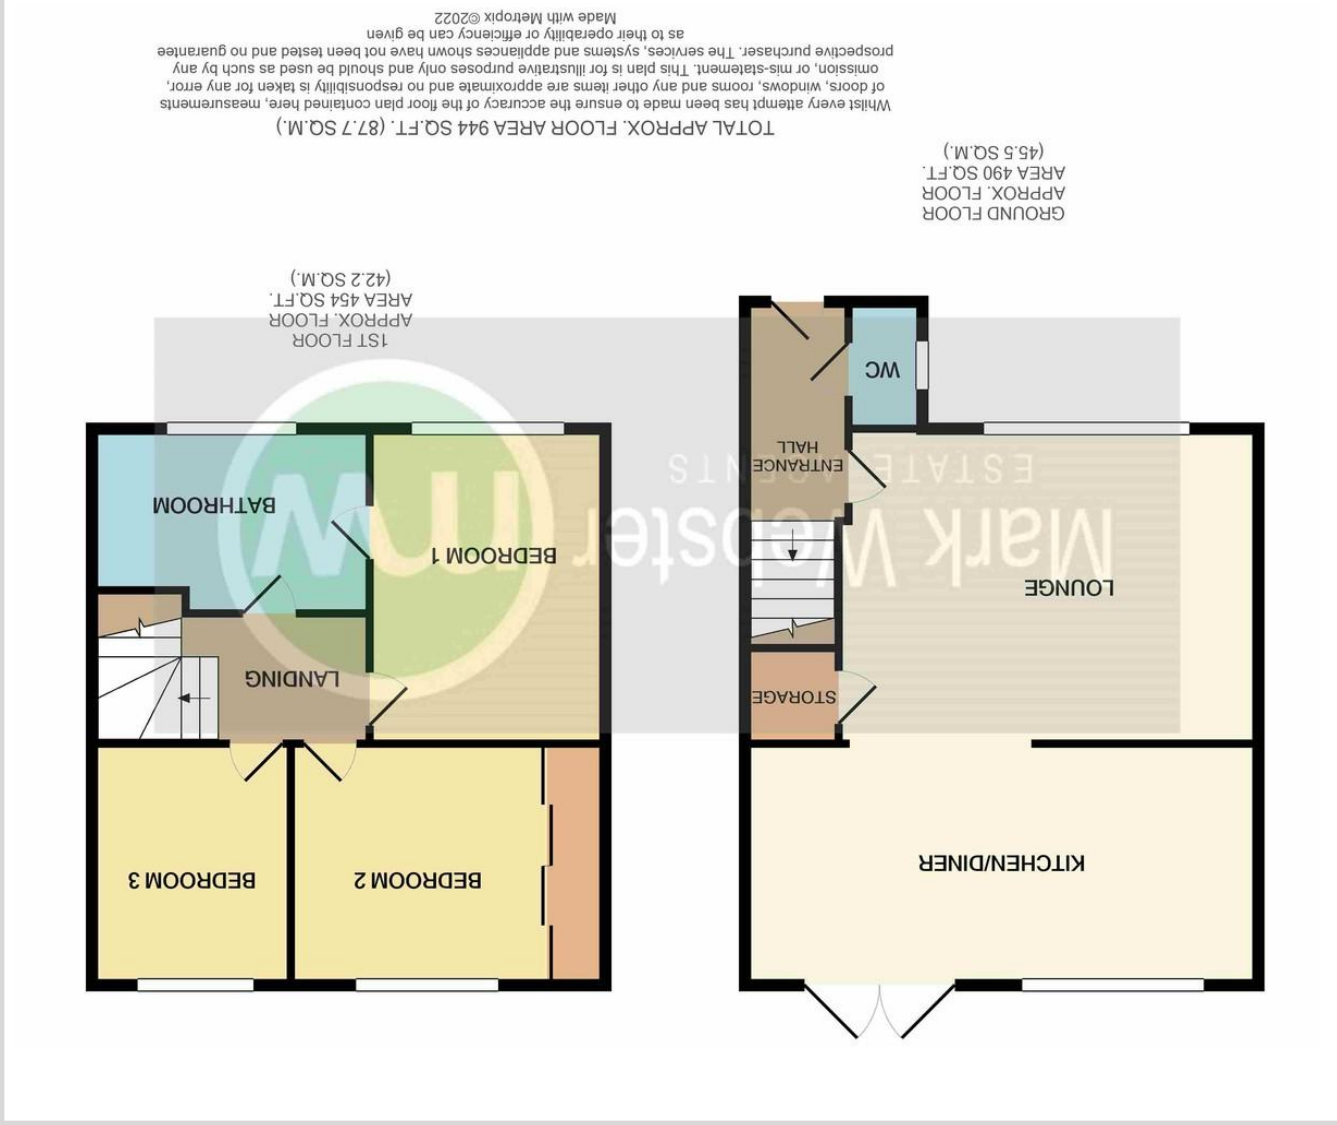 KITCHEN/DINER
STORAGE
LOUNGE
ENTRANCE
HALL
WC
GROUND FLOOR
APPROX. FLOOR
AREA 490 SQ.FT.
(45.5 SQ.M.)
BEDROOM 2
BEDROOM 3
LANDING
BEDROOM 1
BATHROOM
1ST FLOOR
APPROX. FLOOR
AREA 454 SQ.FT.
(42.2 SQ.M.)
wm
Mark Webster
ESTATE AGENTS
TOTAL APPROX. FLOOR AREA 944 SQ.FT. (87.7 SQ.M.)
Whilst every attempt has been made to ensure the accuracy of the floor plan contained here, measurements
of doors, windows, rooms and any other items are approximate and no responsibility is taken for any error,
omission, or mis-statement. This plan is for illustrative purposes only and should be used as such by any
prospective purchaser. The services, systems and appliances shown have not been tested and no guarantee
as to their operability or efficiency can be given
Made with Metropix ©2022